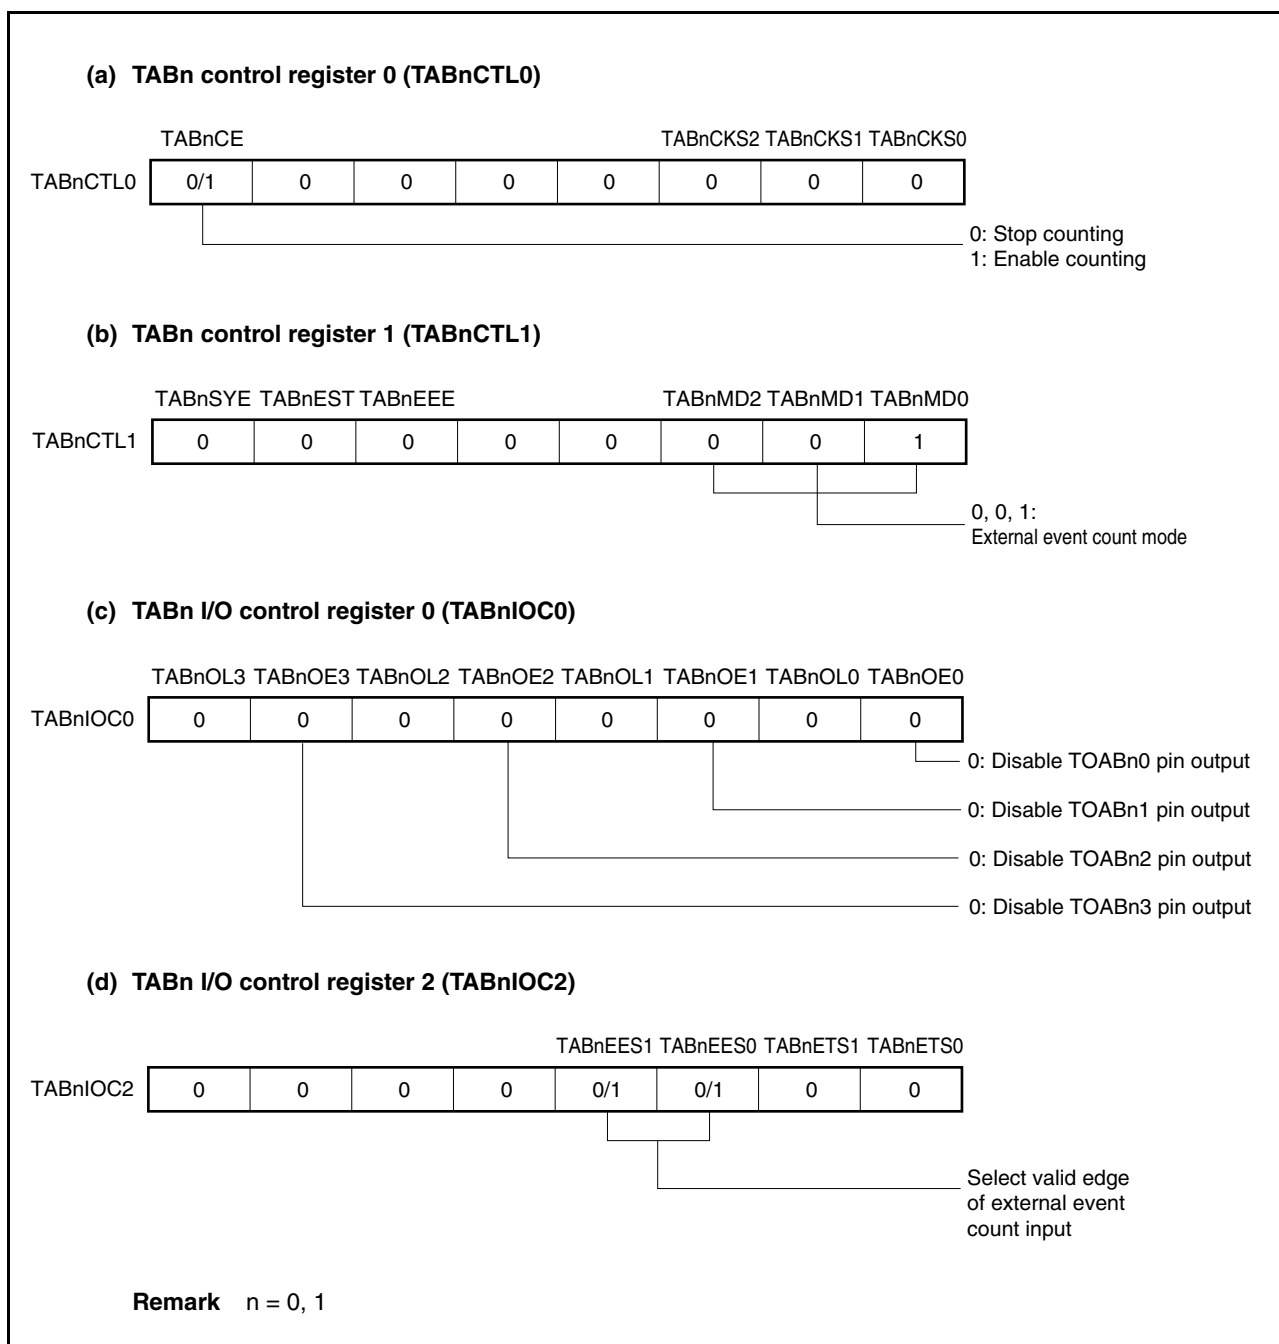 (a) TABn control register 0 (TABnCTL0)
TABnCE TABnCKS2 TABnCKS1 TABnCKS0
TABnCTL0 0/1 0 0 0 0 0 0 0
0: Stop counting
1: Enable counting
(b) TABn control register 1 (TABnCTL1)
TABnSYE TABnEST TABnEEE TABnMD2 TABnMD1 TABnMD0
TABnCTL1 0 0 0 0 0 0 0 1
0, 0, 1:
External event count mode
(c) TABn I/O control register 0 (TABnIOC0)
TABnOL3 TABnOE3 TABnOL2 TABnOE2 TABnOL1 TABnOE1 TABnOL0 TABnOE0
TABnIOC0 0 0 0 0 0 0 0 0
0: Disable TOABn0 pin output
0: Disable TOABn1 pin output
0: Disable TOABn2 pin output
0: Disable TOABn3 pin output
(d) TABn I/O control register 2 (TABnIOC2)
TABnEES1 TABnEES0 TABnETS1 TABnETS0
TABnIOC2 0 0 0 0 0/1 0/1 0 0
Select valid edge
of external event
count input
Remark n = 0, 1